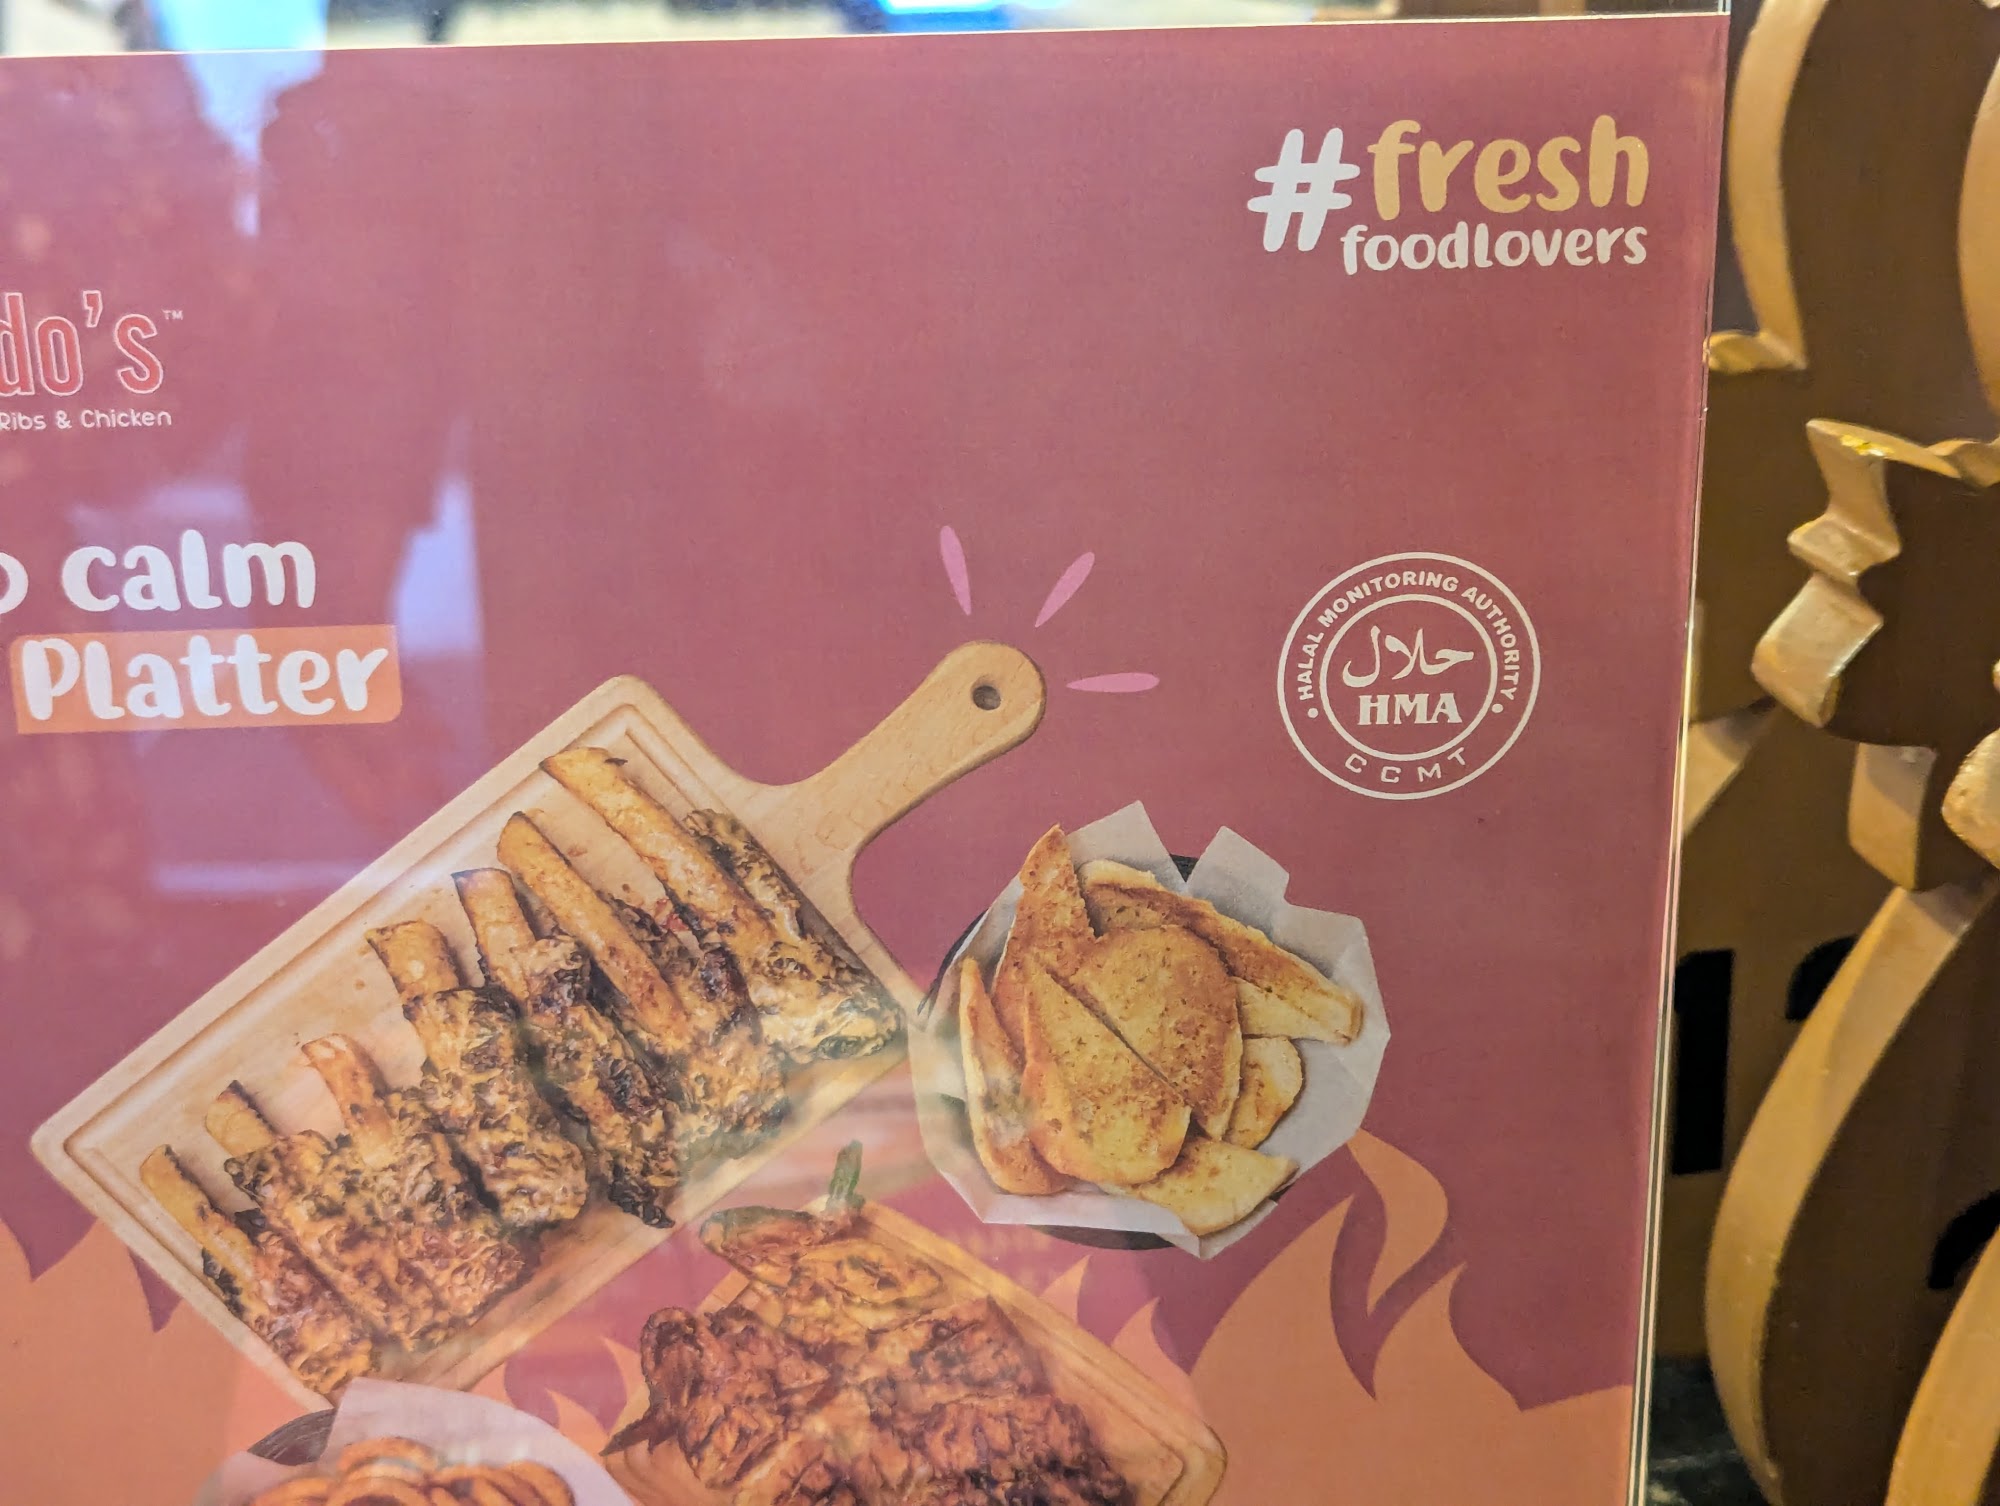 #fresh
foodlovers
do's™
Ribs & Chicken
calm
Platter
HALAL MONITORING AUTHORITY
حلال
HMA
CCMT